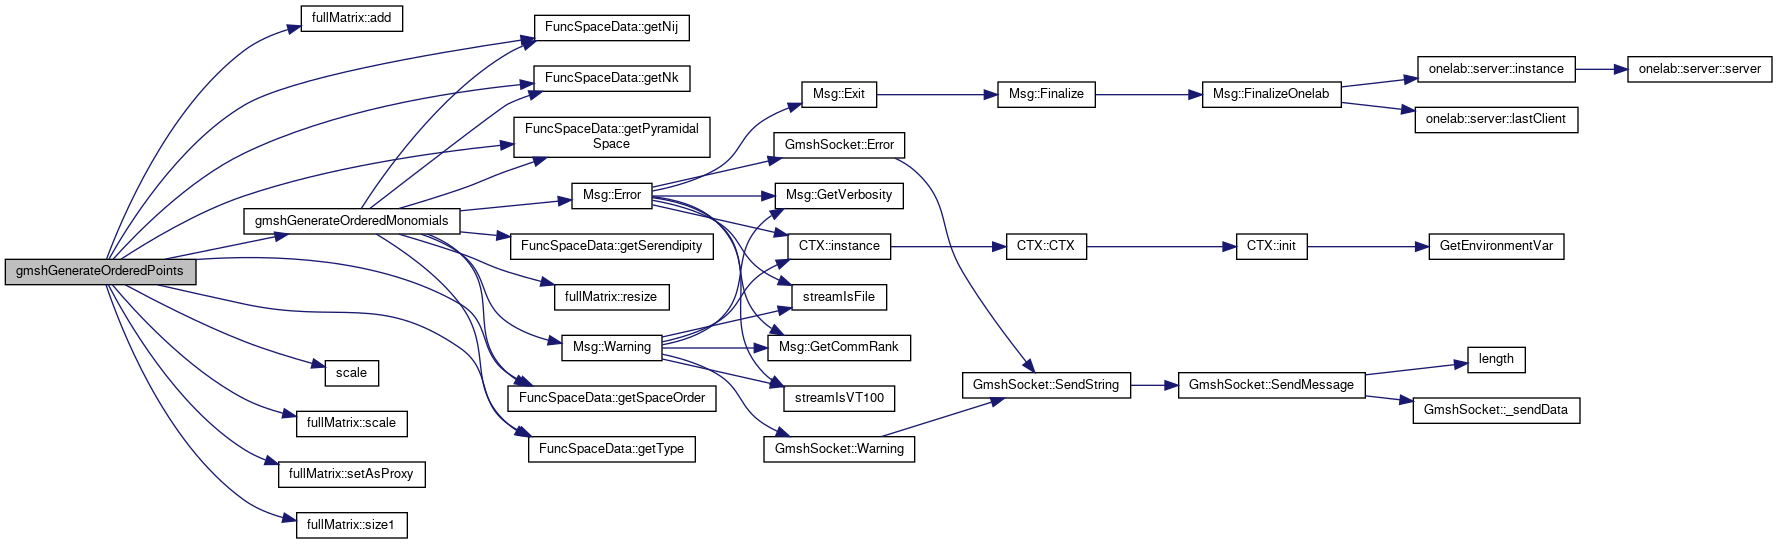 fullMatrix::add
FuncSpaceData::getNij
FuncSpaceData::getNk
FuncSpaceData::getPyramidal
Space
Msg::Exit
Msg::Finalize
Msg::FinalizeOnelab
onelab::server::instance
onelab::server::server
onelab::server::lastClient
GmshSocket::Error
Msg::Error
Msg::GetVerbosity
gmshGenerateOrderedMonomials
FuncSpaceData::getSerendipity
CTX::instance
CTX::CTX
CTX::init
GetEnvironmentVar
gmshGenerateOrderedPoints
fullMatrix::resize
streamIsFile
Msg::Warning
Msg::GetCommRank
scale
FuncSpaceData::getSpaceOrder
streamIsVT100
GmshSocket::SendString
GmshSocket::SendMessage
length
GmshSocket::_sendData
fullMatrix::scale
FuncSpaceData::getType
GmshSocket::Warning
fullMatrix::setAsProxy
fullMatrix::size1